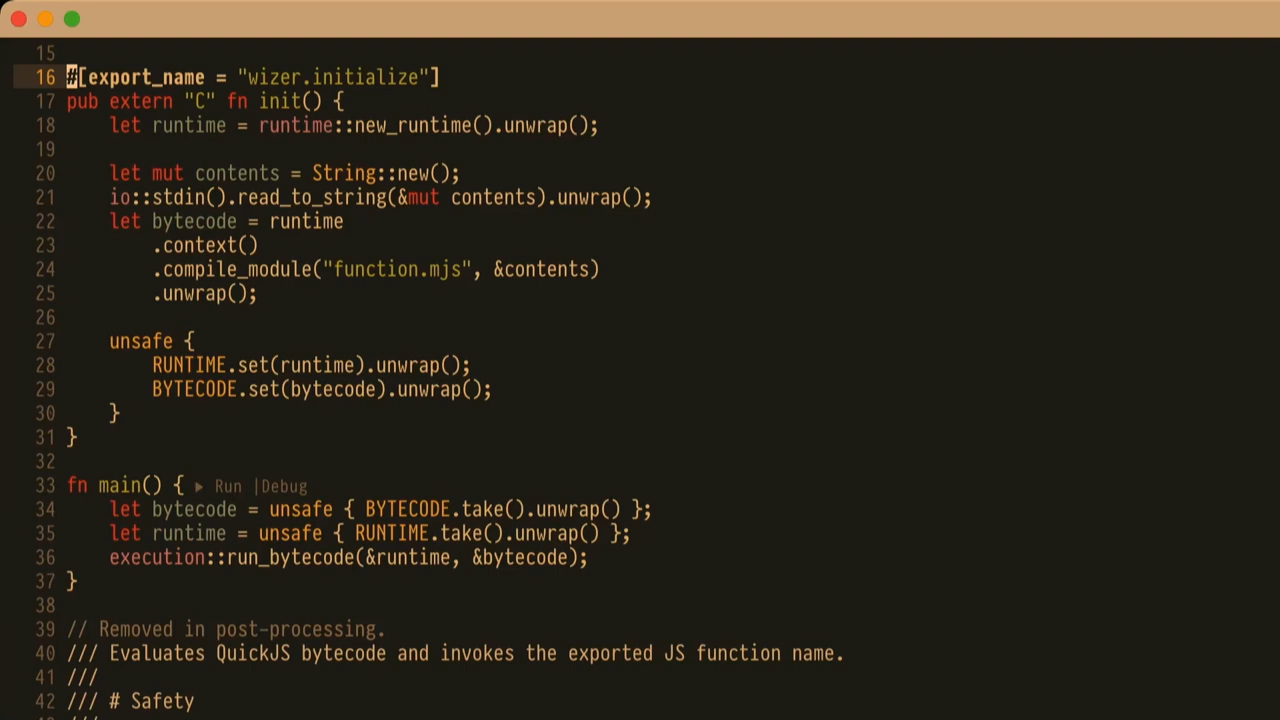 15
16 #[export_name = "wizer.initialize"]
17 pub extern "C" fn init() {
18     let runtime = runtime::new_runtime().unwrap();
19
20     let mut contents = String::new();
21     io::stdin().read_to_string(&mut contents).unwrap();
22     let bytecode = runtime
23         .context()
24         .compile_module("function.mjs", &contents)
25         .unwrap();
26
27     unsafe {
28         RUNTIME.set(runtime).unwrap();
29         BYTECODE.set(bytecode).unwrap();
30     }
31 }
32
33 fn main() { ▶ Run |Debug
34     let bytecode = unsafe { BYTECODE.take().unwrap() };
35     let runtime = unsafe { RUNTIME.take().unwrap() };
36     execution::run_bytecode(&runtime, &bytecode);
37 }
38
39 // Removed in post-processing.
40 /// Evaluates QuickJS bytecode and invokes the exported JS function name.
41 ///
42 /// # Safety